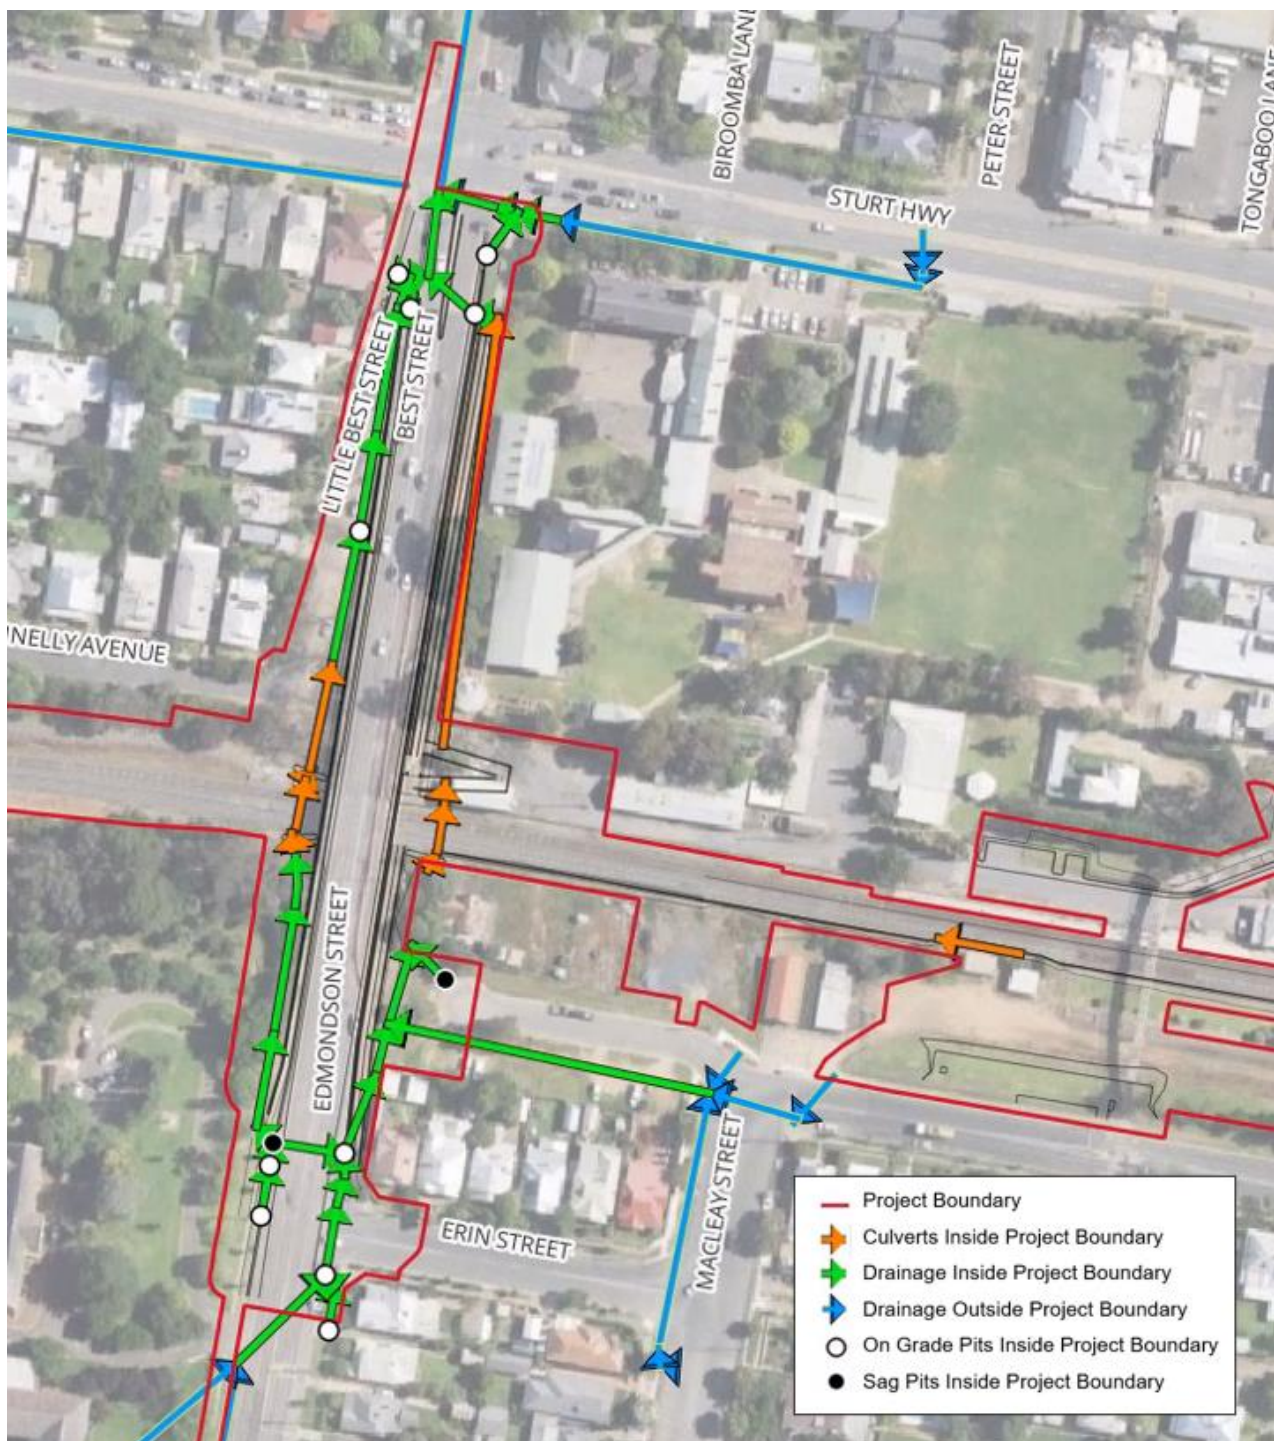 BIROOMBA LANE
PETER STREET
TONGABOO LANE
STURT HWY
LITTLE BEST STREET
BEST STREET
NNELLY AVENUE
EDMONDSON STREET
MACLEAY STREET
ERIN STREET
Project Boundary
Culverts Inside Project Boundary
Drainage Inside Project Boundary
Drainage Outside Project Boundary
On Grade Pits Inside Project Boundary
Sag Pits Inside Project Boundary